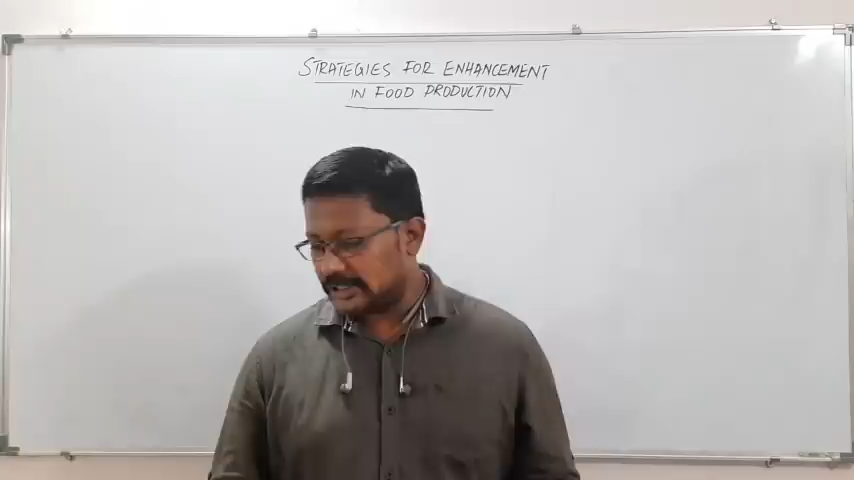 STRATEGIES FOR ENHANCEMENT
IN FOOD PRODUCTION